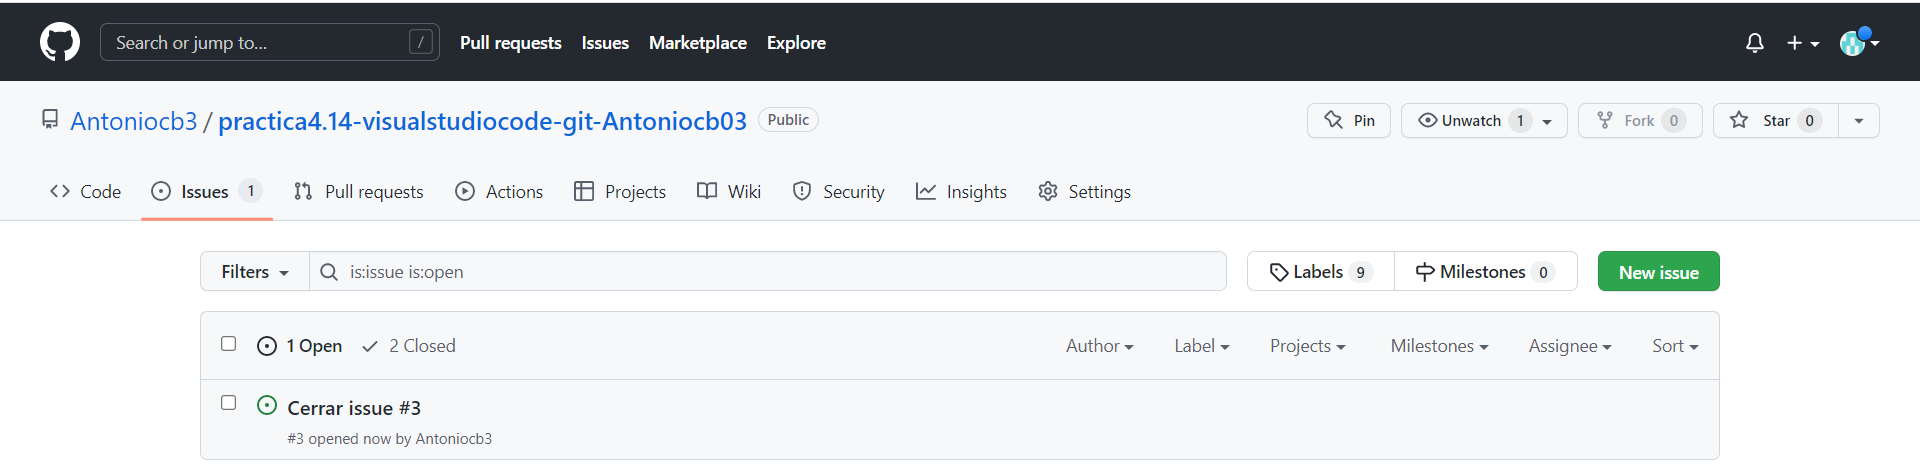 Search or jump to... / Pull requests Issues Marketplace Explore
Antoniocb3 / practica4.14-visualstudiocode-git-Antoniocb03 Public Pin Unwatch 1 Fork 0 Star 0
Code Issues 1 Pull requests Actions Projects Wiki Security Insights Settings
Filters is:issue is:open Labels 9 Milestones 0 New issue
1 Open 2 Closed Author Label Projects Milestones Assignee Sort
Cerrar issue #3
#3 opened now by Antoniocb3